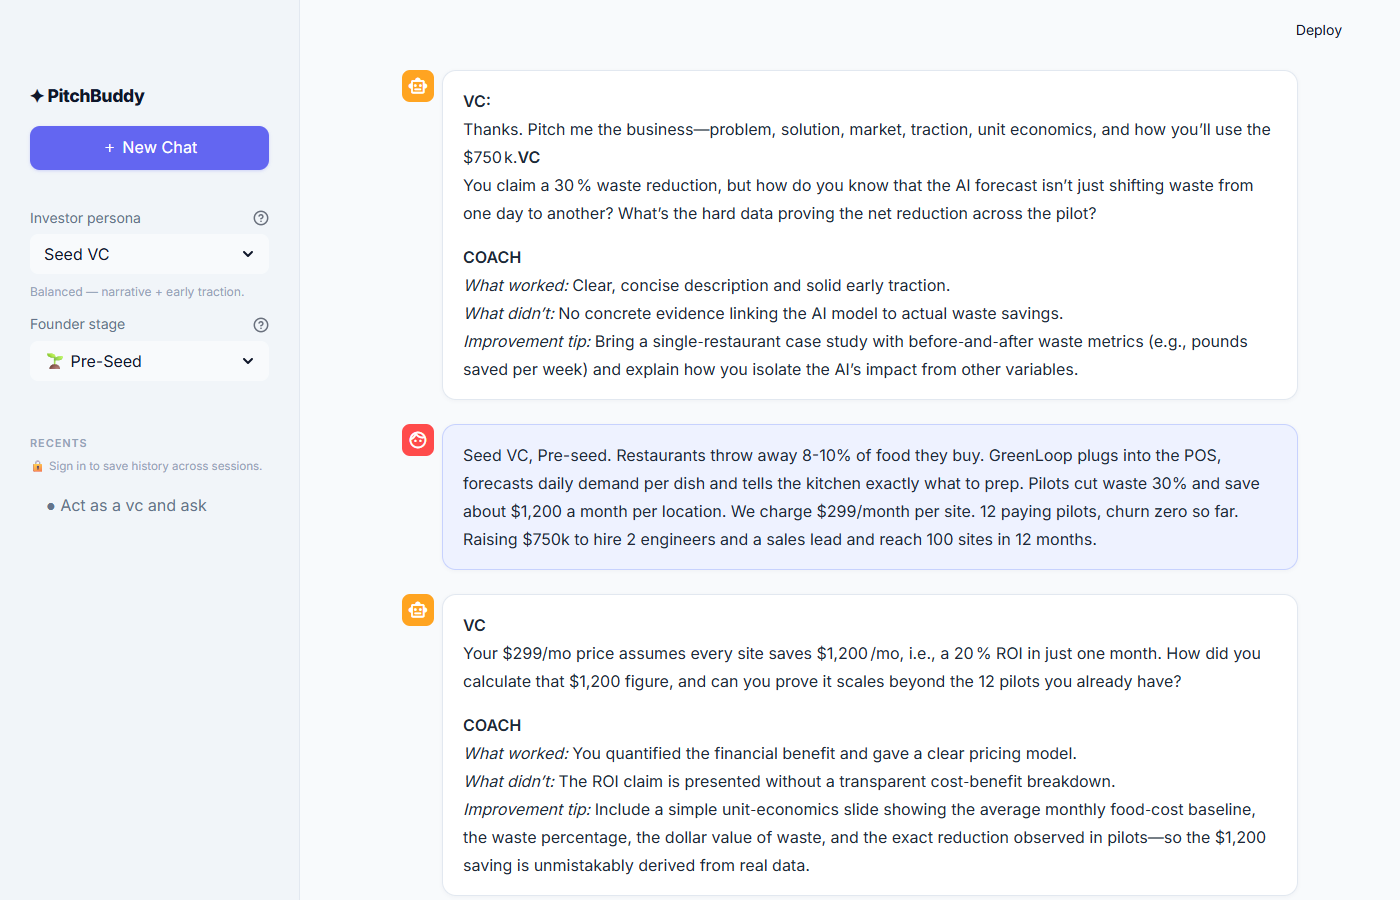 Deploy
✦ PitchBuddy
+ New Chat
Investor persona
Seed VC
Balanced — narrative + early traction.
Founder stage
🌱 Pre-Seed
RECENTS
🔒 Sign in to save history across sessions.
● Act as a vc and ask
VC:
Thanks. Pitch me the business—problem, solution, market, traction, unit economics, and how you’ll use the
$750 k.VC
You claim a 30 % waste reduction, but how do you know that the AI forecast isn’t just shifting waste from
one day to another? What’s the hard data proving the net reduction across the pilot?
COACH
What worked: Clear, concise description and solid early traction.
What didn’t: No concrete evidence linking the AI model to actual waste savings.
Improvement tip: Bring a single-restaurant case study with before-and-after waste metrics (e.g., pounds
saved per week) and explain how you isolate the AI’s impact from other variables.
Seed VC, Pre-seed. Restaurants throw away 8-10% of food they buy. GreenLoop plugs into the POS,
forecasts daily demand per dish and tells the kitchen exactly what to prep. Pilots cut waste 30% and save
about $1,200 a month per location. We charge $299/month per site. 12 paying pilots, churn zero so far.
Raising $750k to hire 2 engineers and a sales lead and reach 100 sites in 12 months.
VC
Your $299/mo price assumes every site saves $1,200 /mo, i.e., a 20 % ROI in just one month. How did you
calculate that $1,200 figure, and can you prove it scales beyond the 12 pilots you already have?
COACH
What worked: You quantified the financial benefit and gave a clear pricing model.
What didn’t: The ROI claim is presented without a transparent cost-benefit breakdown.
Improvement tip: Include a simple unit-economics slide showing the average monthly food-cost baseline,
the waste percentage, the dollar value of waste, and the exact reduction observed in pilots—so the $1,200
saving is unmistakably derived from real data.